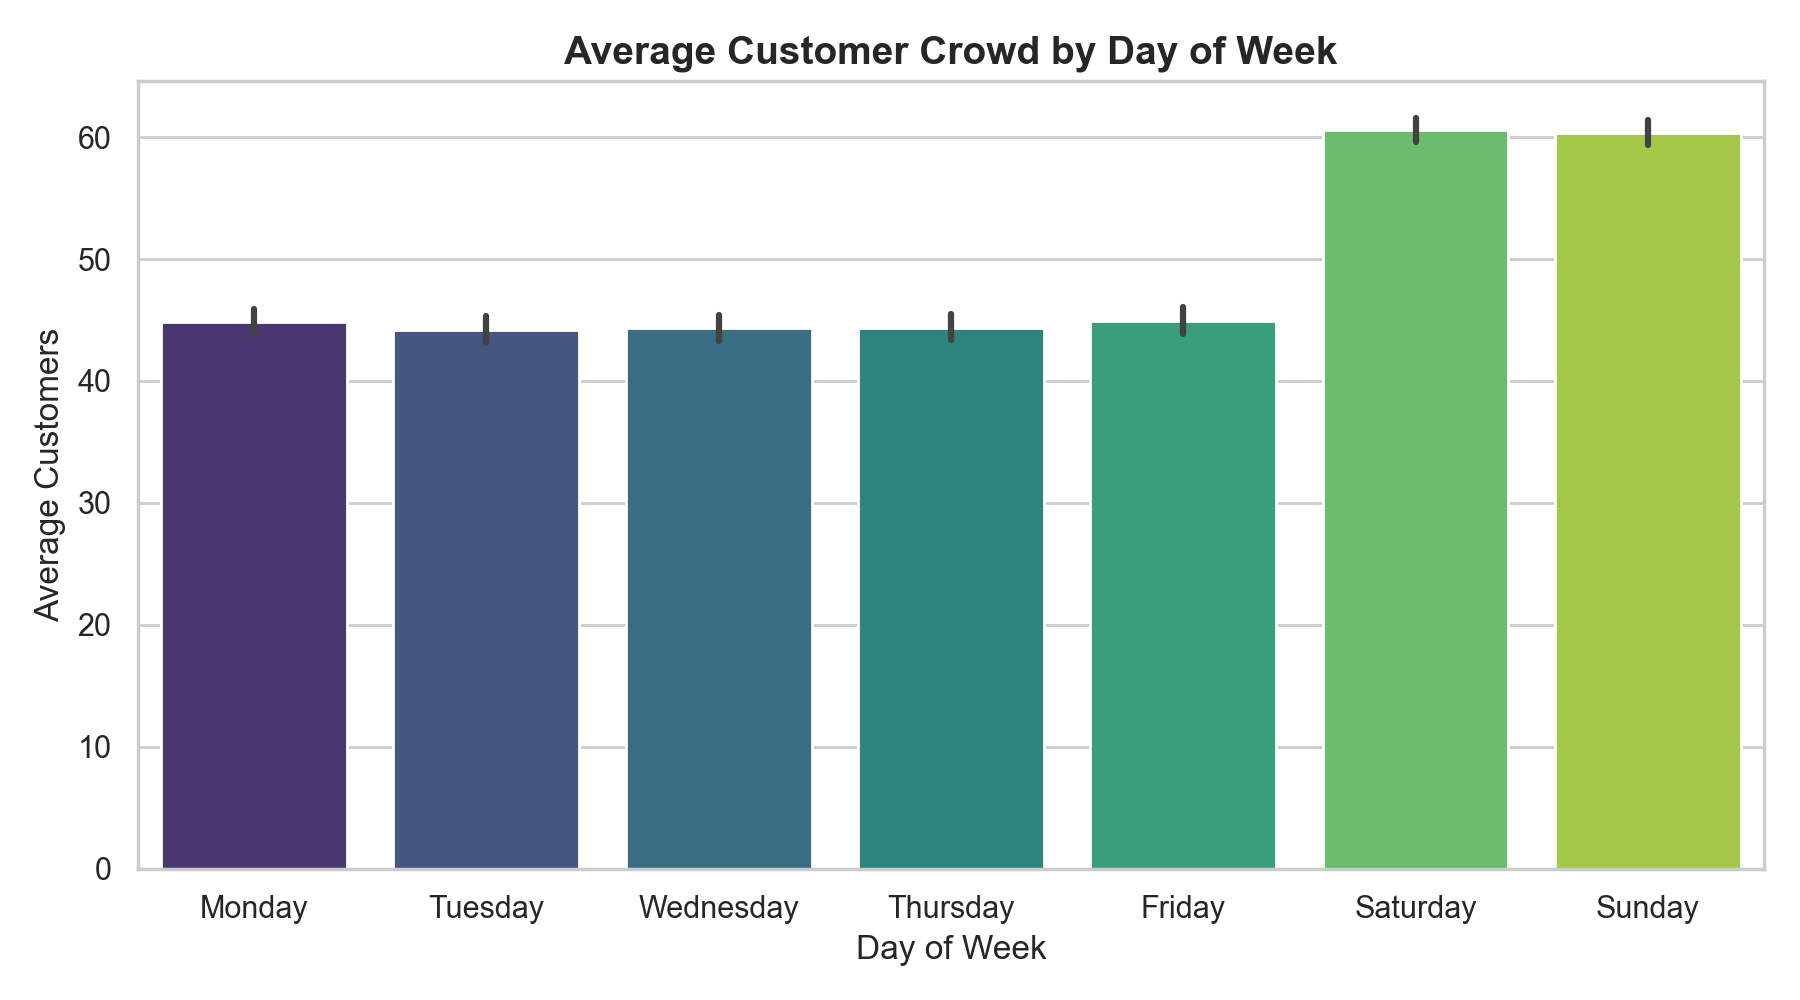 Average Customer Crowd by Day of Week
Average Customers
60
50
40
30
20
10
0
Monday Tuesday Wednesday Thursday Friday Saturday Sunday
Day of Week